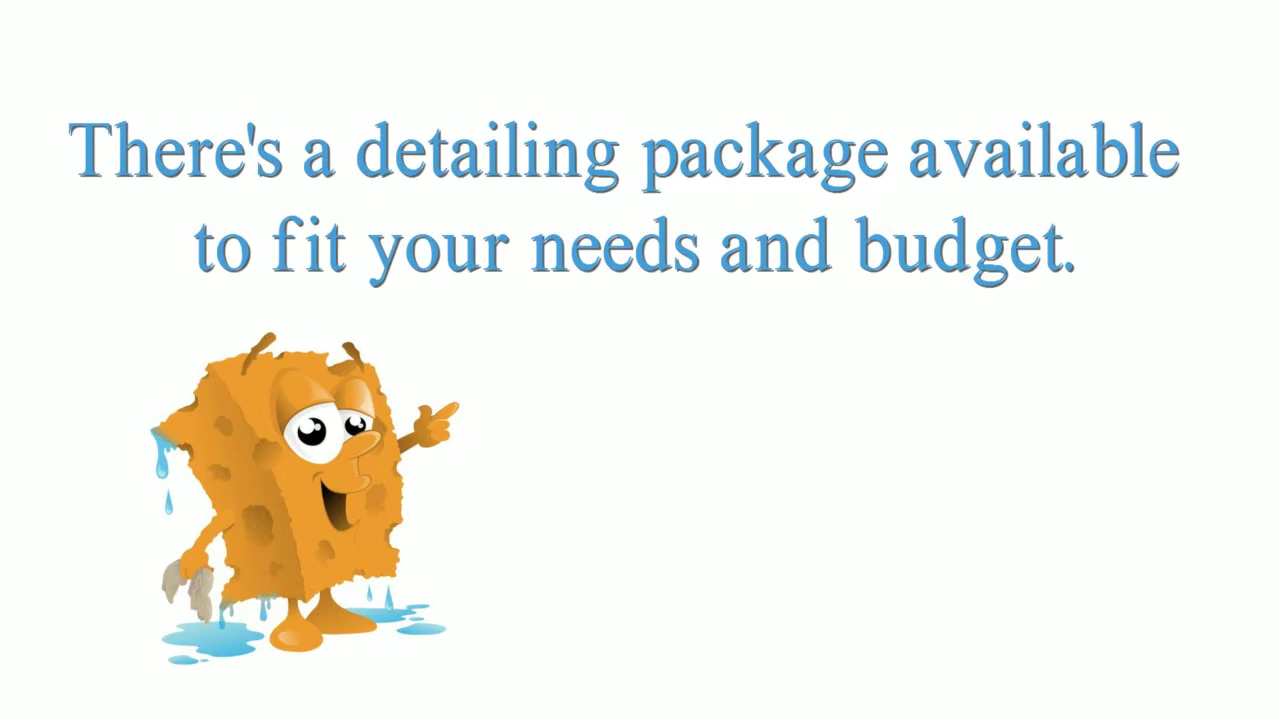 There's a detailing package available
to fit your needs and budget.